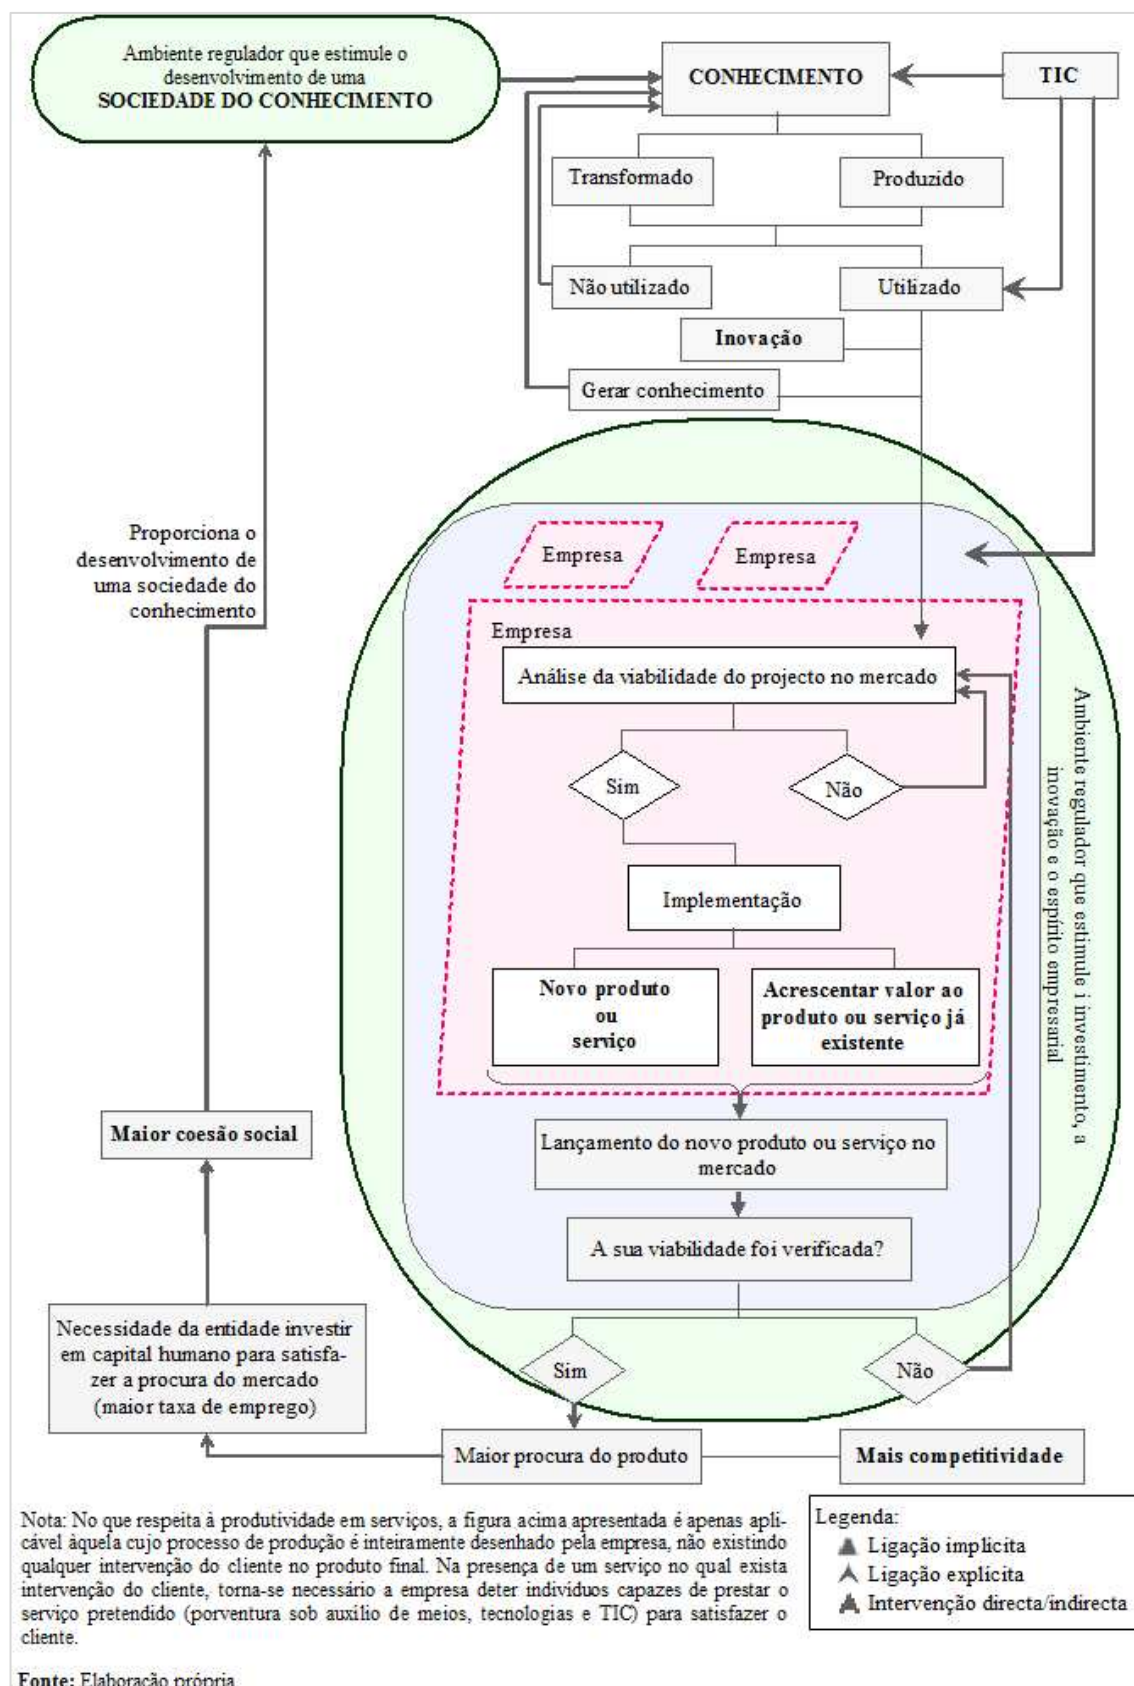 Ambiente regulador que estimule o
desenvolvimento de uma
SOCIEDADE DO CONHECIMENTO
CONHECIMENTO
TIC
Transformado
Produzido
Não utilizado
Utilizado
Inovação
Gerar conhecimento
Proporciona o
desenvolvimento de
uma sociedade do
conhecimento
Empresa
Empresa
Empresa
Análise da viabilidade do projecto no mercado
Sim
Não
Implementação
Novo produto
ou
serviço
Acrescentar valor ao
produto ou serviço já
existente
Ambiente regulador que estimule i investimento, a
inovação e o espírito empresarial
Lançamento do novo produto ou serviço no
mercado
A sua viabilidade foi verificada?
Maior coesão social
Necessidade da entidade investir
em capital humano para satisfa-
zer a procura do mercado
(maior taxa de emprego)
Sim
Não
Maior procura do produto
Mais competitividade
Nota: No que respeita à produtividade em serviços, a figura acima apresentada é apenas apli-
cável àquela cujo processo de produção é inteiramente desenhado pela empresa, não existindo
qualquer intervenção do cliente no produto final. Na presença de um serviço no qual exista
intervenção do cliente, torna-se necessário a empresa deter indivíduos capazes de prestar o
serviço pretendido (porventura sob auxílio de meios, tecnologias e TIC) para satisfazer o
cliente.
Legenda:
Ligação implícita
Ligação explícita
Intervenção directa/indirecta
Fonte: Elaboração própria